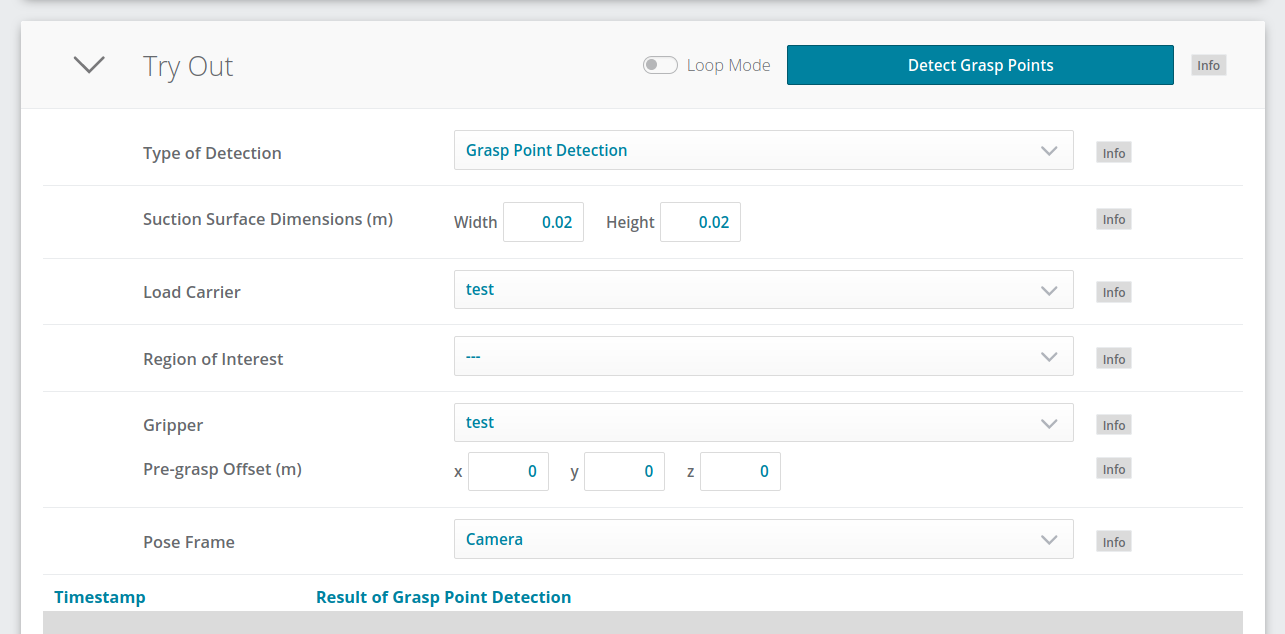 Try Out Loop Mode Detect Grasp Points Info
Type of Detection Grasp Point Detection Info
Suction Surface Dimensions (m) Width 0.02 Height 0.02 Info
Load Carrier test Info
Region of Interest --- Info
Gripper test Info
Pre-grasp Offset (m) x 0 y 0 z 0 Info
Pose Frame Camera Info
Timestamp Result of Grasp Point Detection